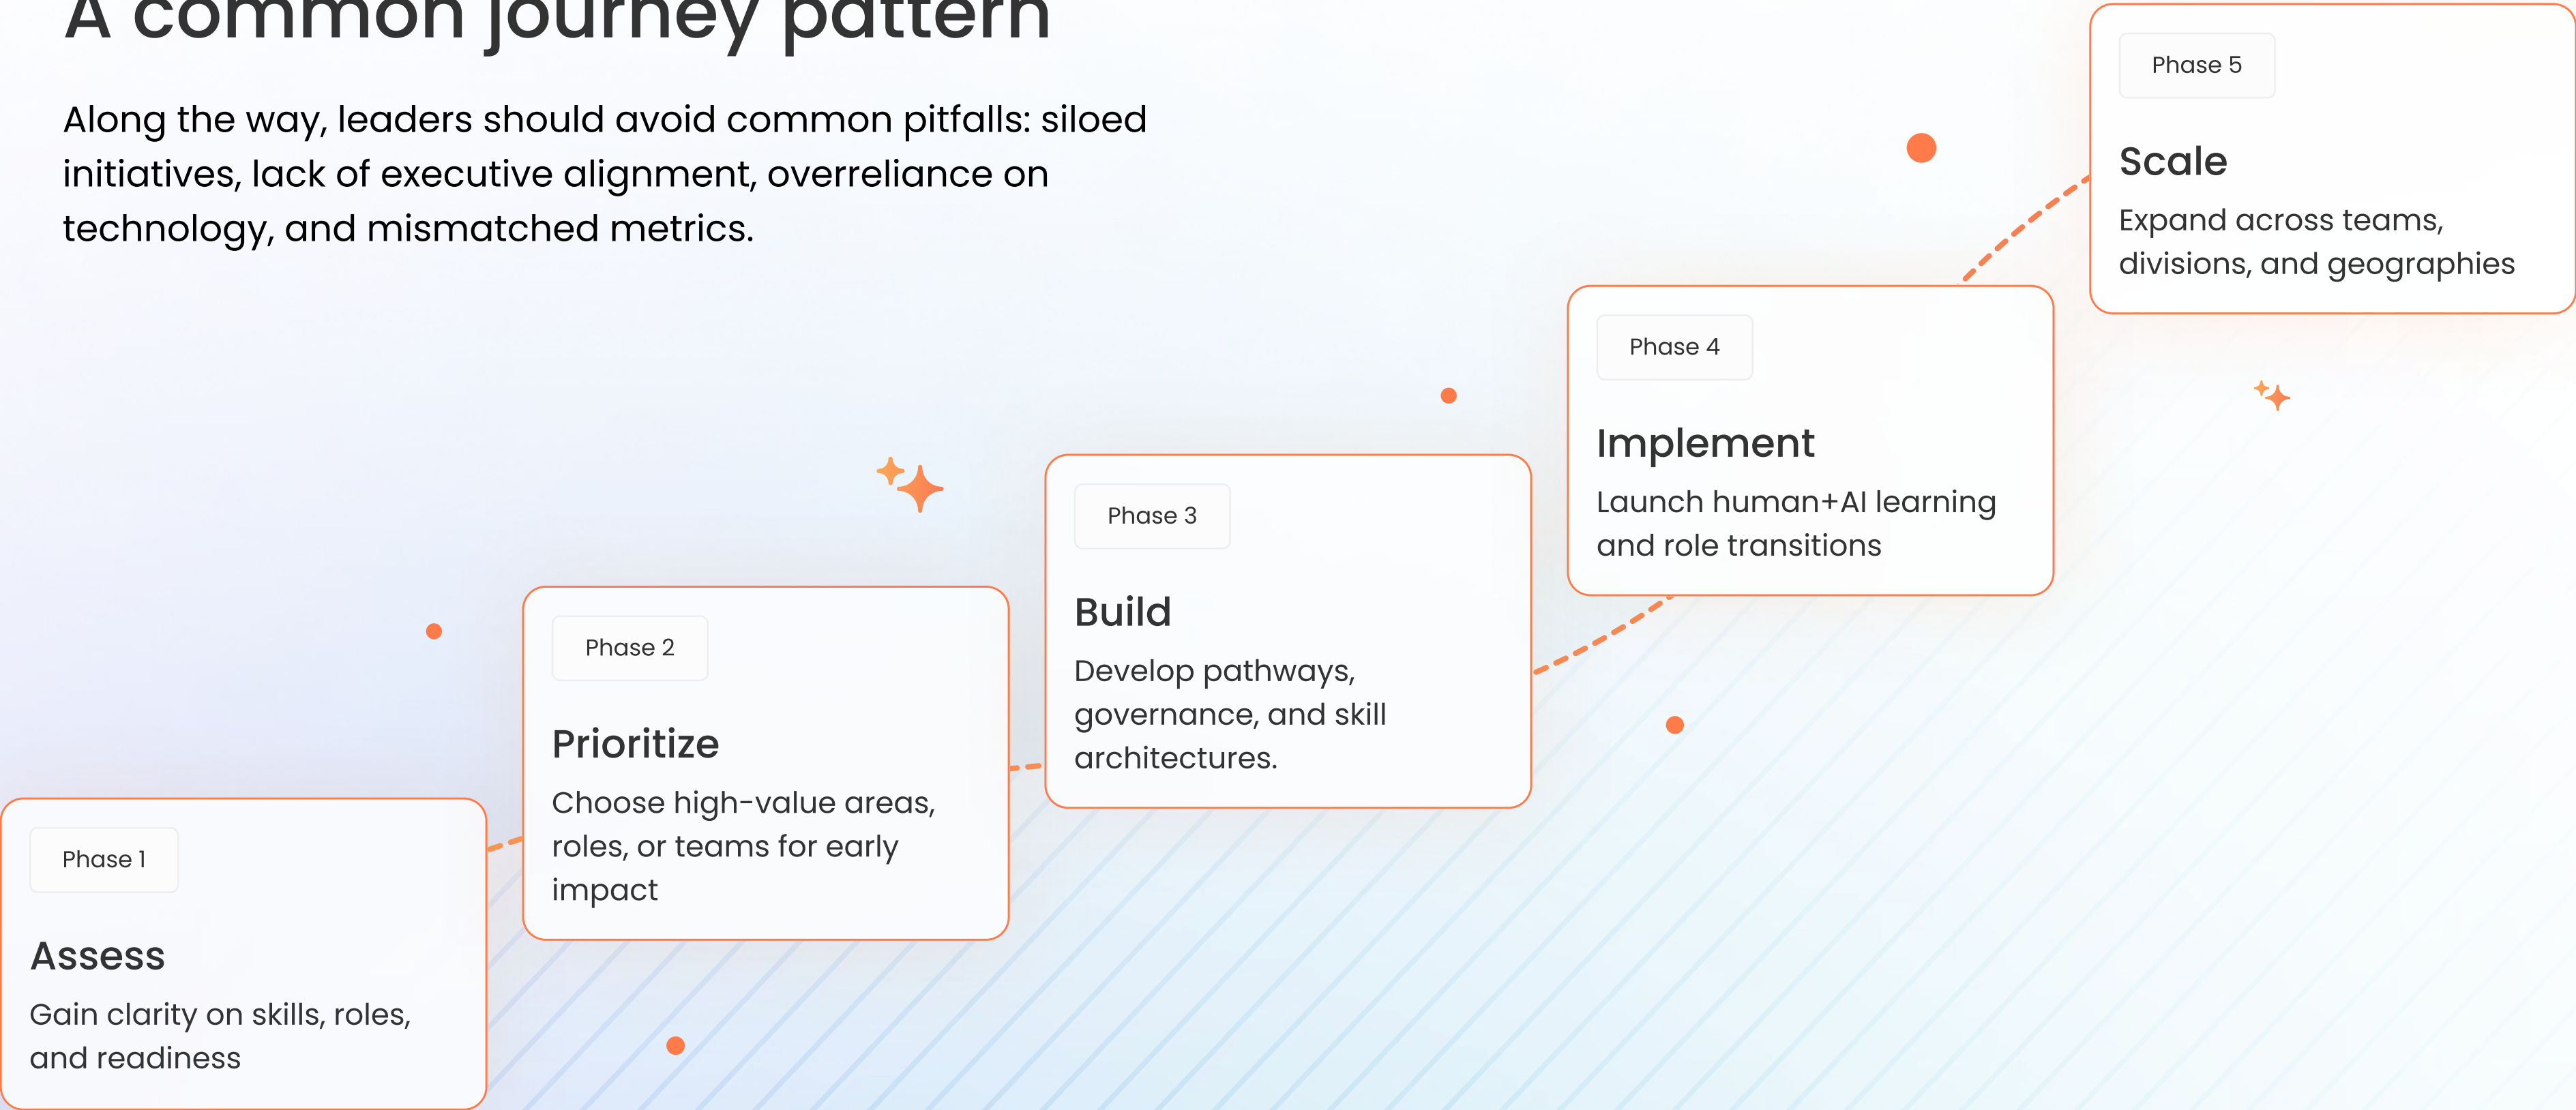 A common journey pattern
Along the way, leaders should avoid common pitfalls: siloed
initiatives, lack of executive alignment, overreliance on
technology, and mismatched metrics.
Phase 1
Assess
Gain clarity on skills, roles,
and readiness
Phase 2
Prioritize
Choose high-value areas,
roles, or teams for early
impact
Phase 3
Build
Develop pathways,
governance, and skill
architectures.
Phase 4
Implement
Launch human+AI learning
and role transitions
Phase 5
Scale
Expand across teams,
divisions, and geographies